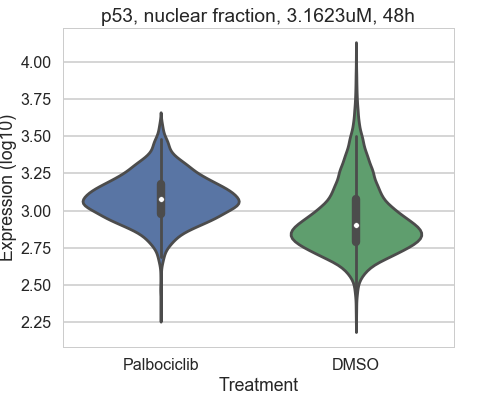 p53, nuclear fraction, 3.1623uM, 48h
Expression (log10)
4.00
3.75
3.50
3.25
3.00
2.75
2.50
2.25
Palbociclib
DMSO
Treatment